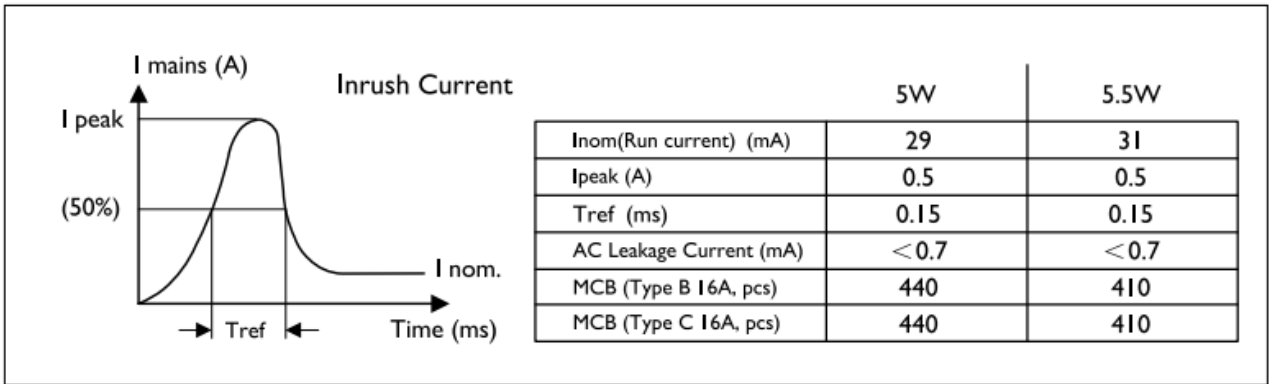 I mains (A)
Inrush Current
I peak
(50%)
I nom.
Tref
Time (ms)
5W 5.5W
Inom(Run current) (mA) 29 31
Ipeak (A) 0.5 0.5
Tref (ms) 0.15 0.15
AC Leakage Current (mA) <0.7 <0.7
MCB (Type B 16A, pcs) 440 410
MCB (Type C 16A, pcs) 440 410